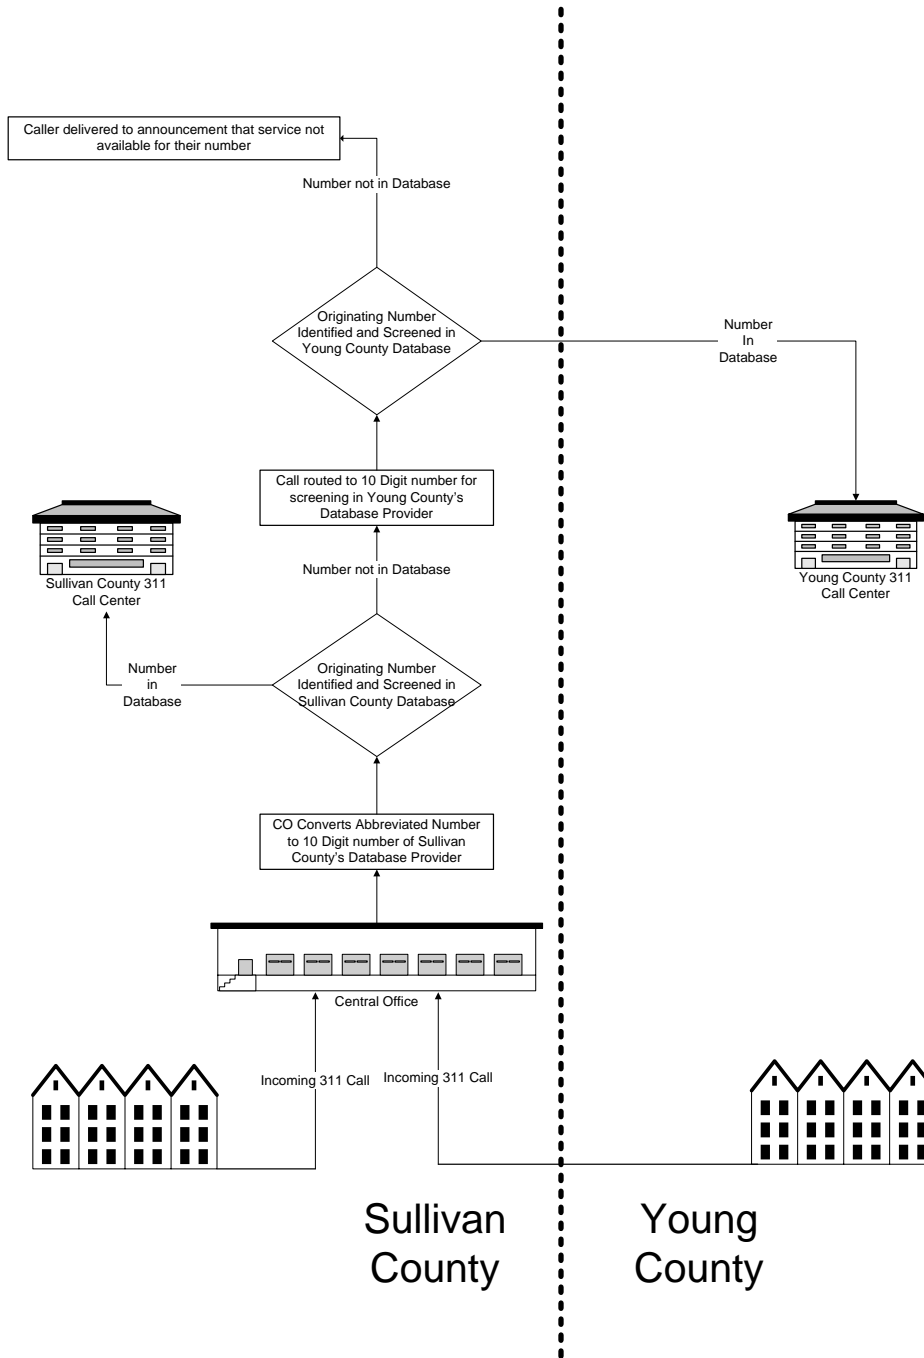 Caller delivered to announcement that service not
available for their number
Number not in Database
Originating Number
Identified and Screened in
Young County Database
Number
In
Database
Call routed to 10 Digit number for
screening in Young County's
Database Provider
Sullivan County 311
Call Center
Young County 311
Call Center
Number not in Database
Originating Number
Identified and Screened in
Sullivan County Database
Number
in
Database
CO Converts Abbreviated Number
to 10 Digit number of Sullivan
County's Database Provider
Central Office
Incoming 311 Call
Incoming 311 Call
Sullivan
County
Young
County